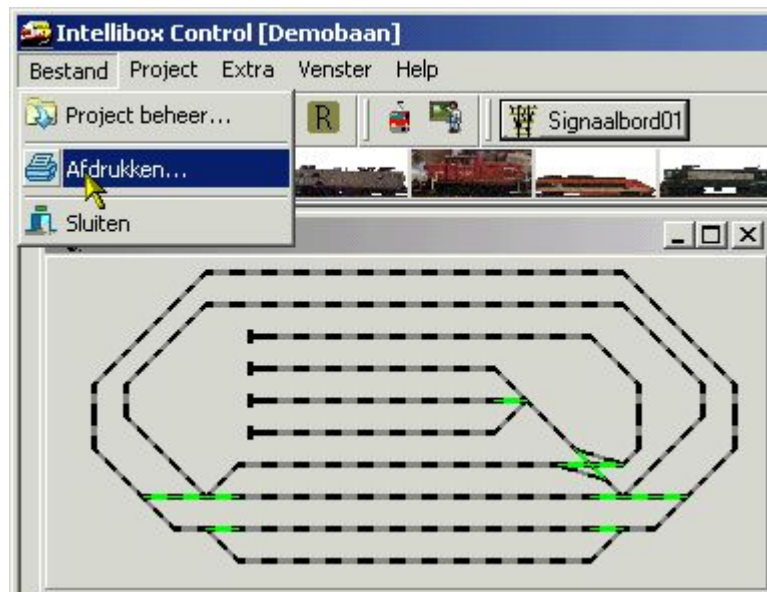 Intellibox Control [Demobaan]
Bestand Project Extra Venster Help
Project beheer...
R
Signaalbord01
Afdrukken...
Sluiten